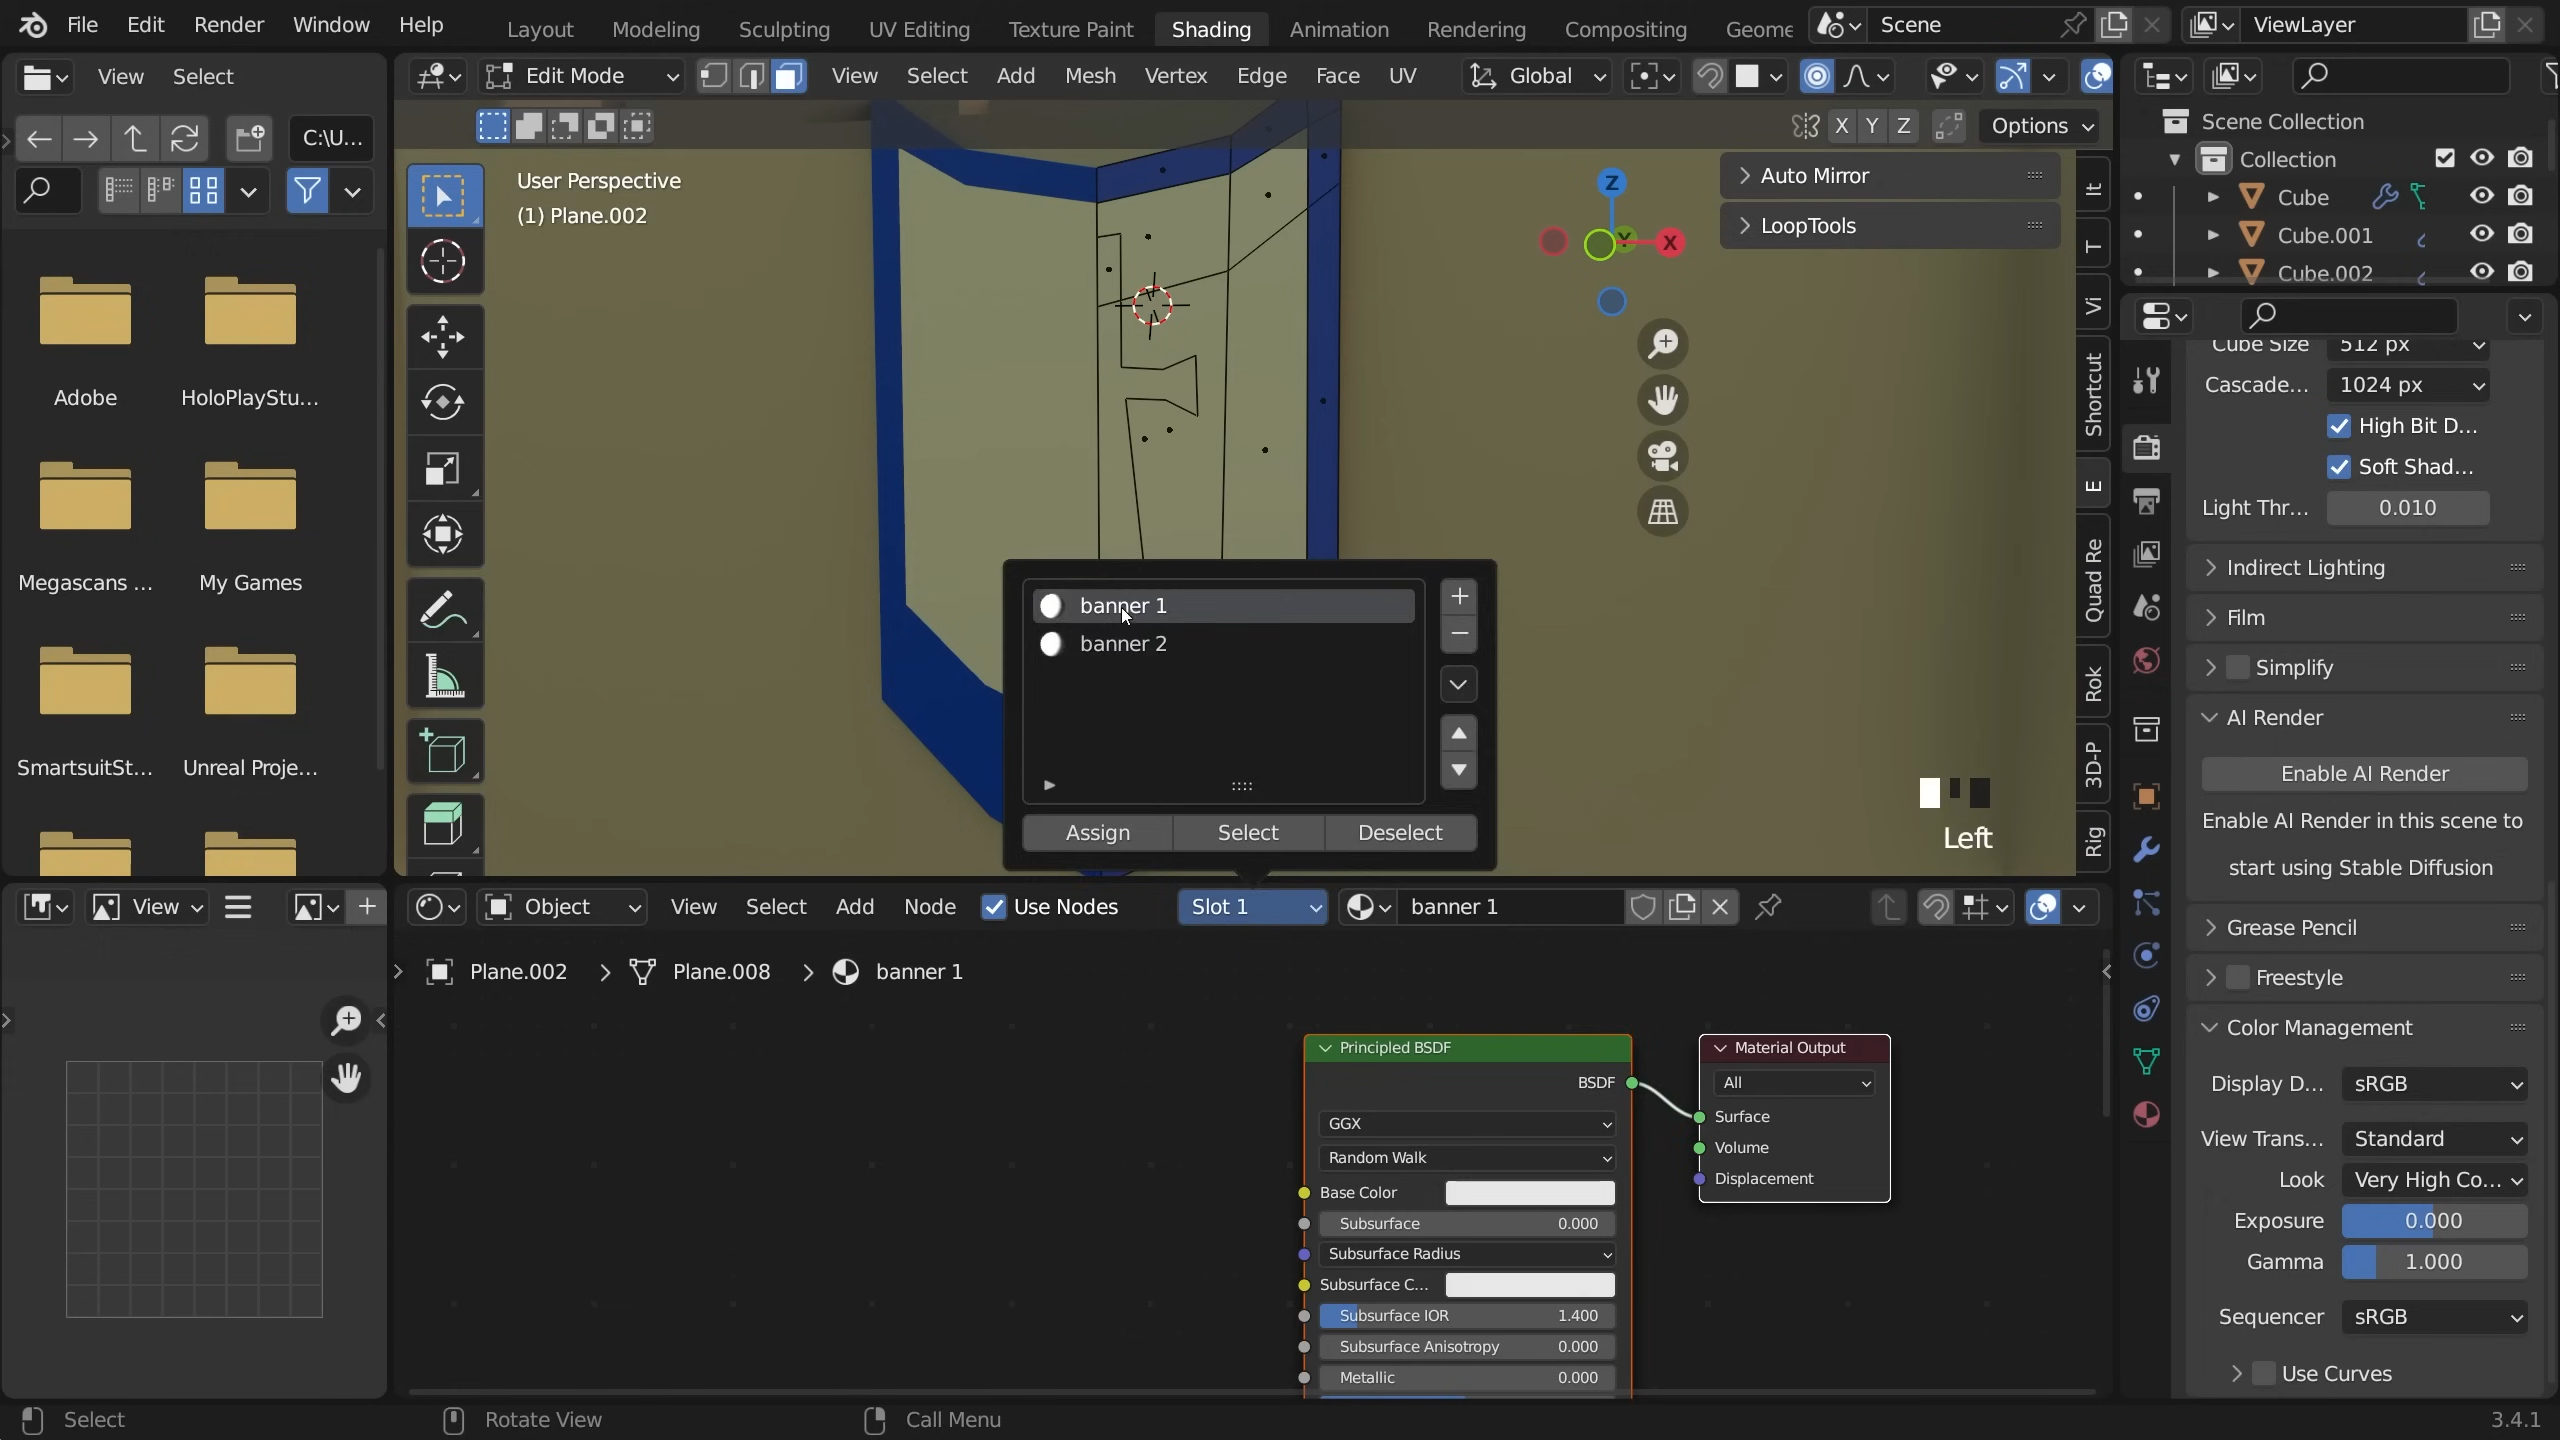 File Edit Render Window Help
Layout Modeling Sculpting UV Editing Texture Paint Shading Animation Rendering Compositing Geome
Scene
ViewLayer
View Select
Edit Mode
View Select Add Mesh Vertex Edge Face UV
Global
C:\U...
X Y Z
Options
User Perspective
(1) Plane.002
Z
Y
X
Auto Mirror
LoopTools
It
T
Vi
Shortcut
E
Quad Re
Rok
3D-P
Rig
Scene Collection
Collection
Cube
Cube.001
Cube.002
Adobe
HoloPlayStu...
Megascans ...
My Games
SmartsuitSt...
Unreal Proje...
banner 1
banner 2
Assign Select Deselect
Left
Cube Size 512 px
Cascade... 1024 px
High Bit D...
Soft Shad...
Light Thr... 0.010
Indirect Lighting
Film
Simplify
AI Render
Enable AI Render
Enable AI Render in this scene to
start using Stable Diffusion
Grease Pencil
Freestyle
Color Management
Display D... sRGB
View Trans... Standard
Look Very High Co...
Exposure 0.000
Gamma 1.000
Sequencer sRGB
Use Curves
View
Object
View Select Add Node
Use Nodes
Slot 1
banner 1
Plane.002
Plane.008
banner 1
Principled BSDF
BSDF
GGX
Random Walk
Base Color
Subsurface 0.000
Subsurface Radius
Subsurface C...
Subsurface IOR 1.400
Subsurface Anisotropy 0.000
Metallic 0.000
Material Output
All
Surface
Volume
Displacement
Select
Rotate View
Call Menu
3.4.1